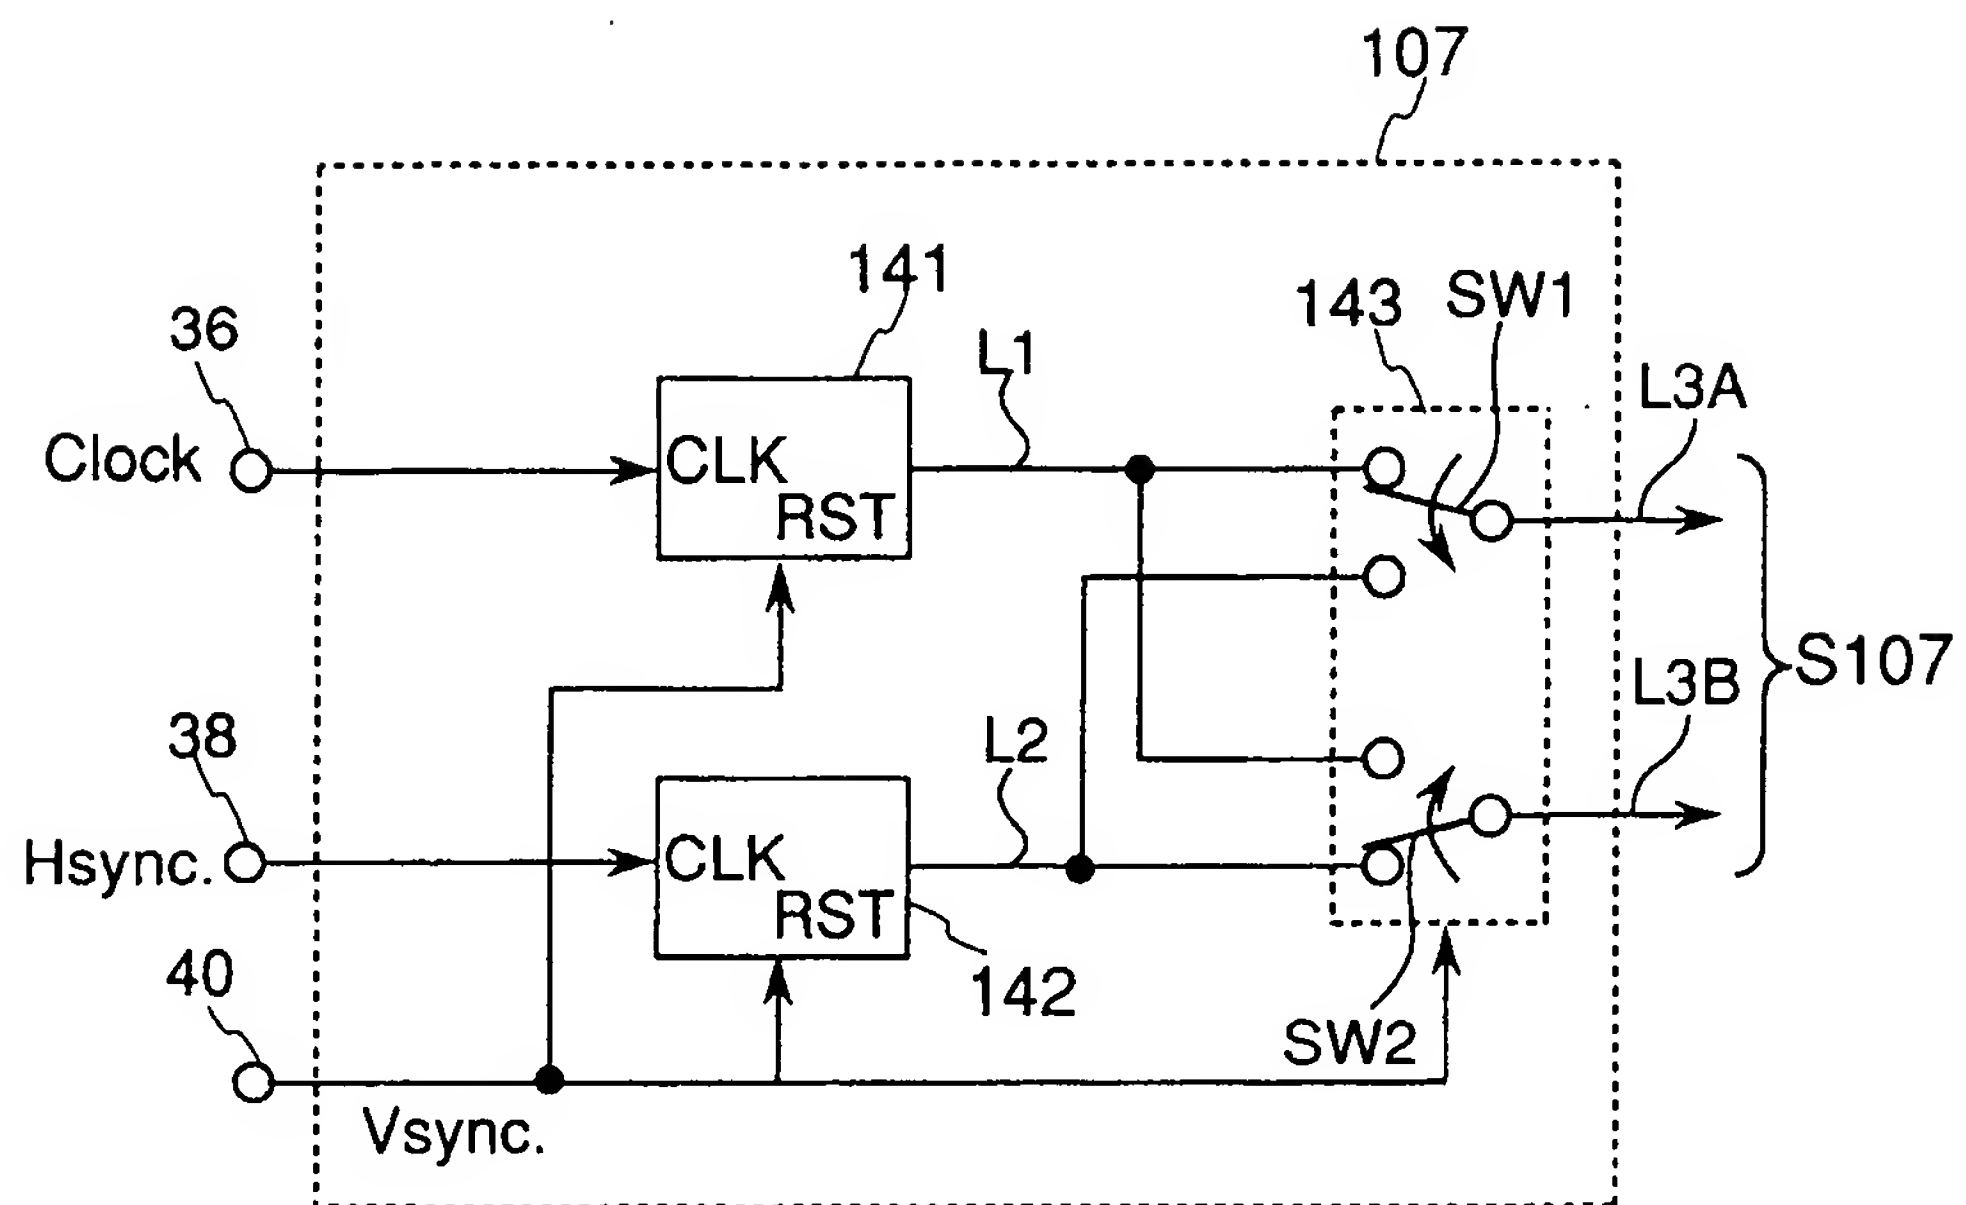 107
141
143
SW1
36
L1
L3A
Clock
CLK
RST
S107
38
L2
L3B
Hsync.
CLK
RST
40
142
SW2
Vsync.